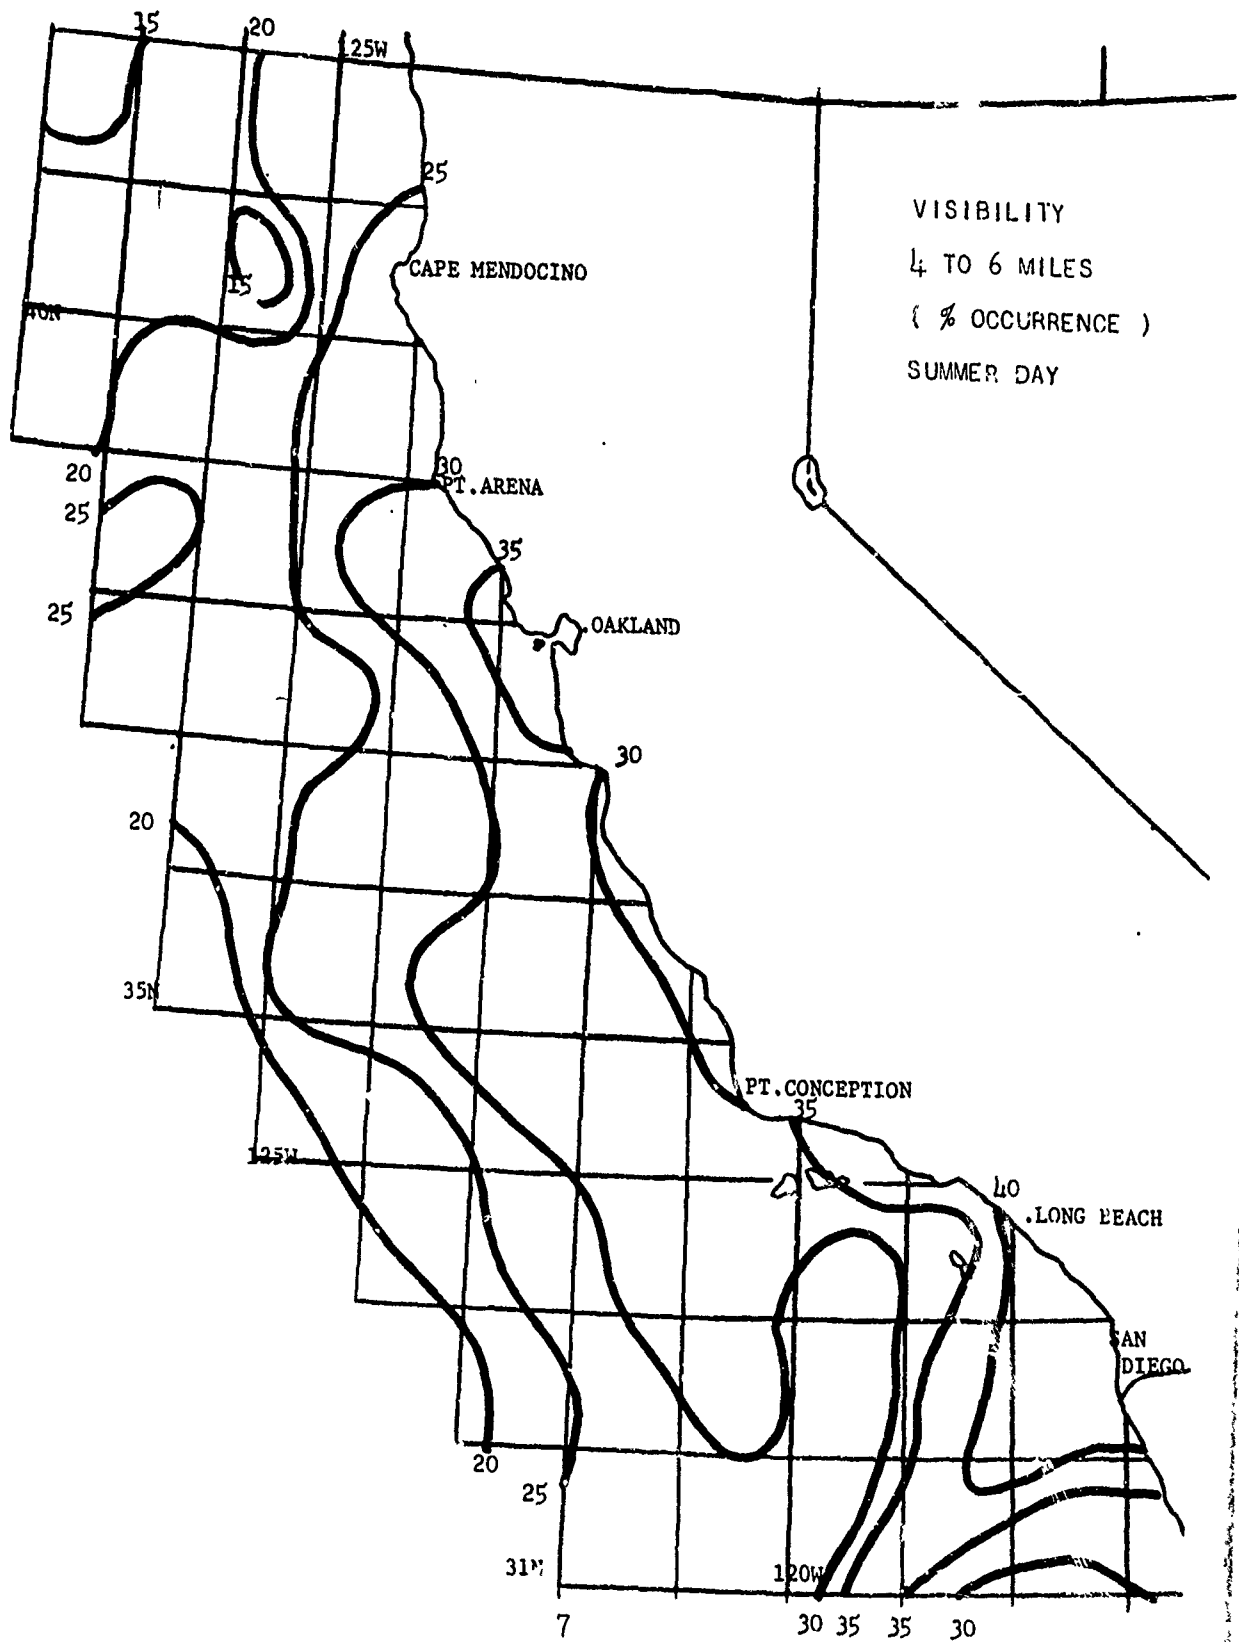 15
20
125W
25
VISIBILITY
4 TO 6 MILES
( % OCCURRENCE )
SUMMER DAY
CAPE MENDOCINO
15
40N
30
20
PT.ARENA
25
35
25
.OAKLAND
30
20
35N
PT.CONCEPTION
35
125W
40
.LONG BEACH
SAN
DIEGO
20
25
31N
120W
7
30 35 35 30